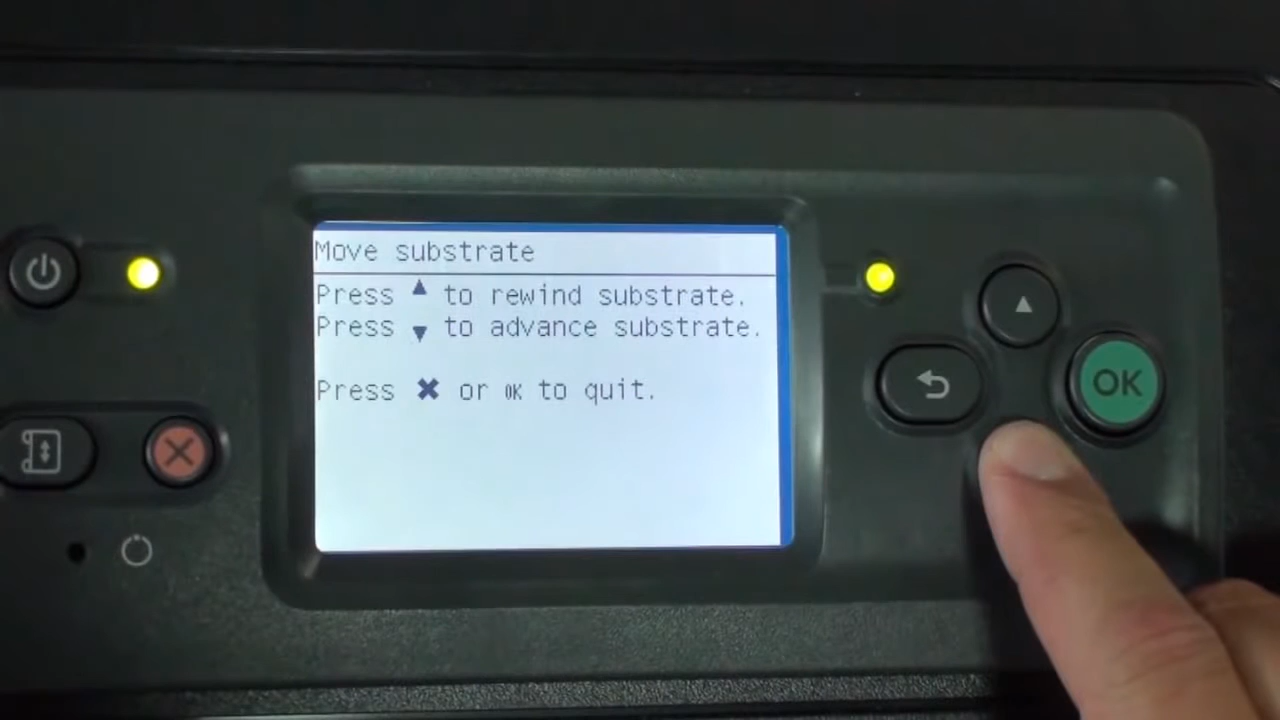 Move substrate
Press ▲ to rewind substrate.
Press ▼ to advance substrate.
Press ✖ or OK to quit.
OK